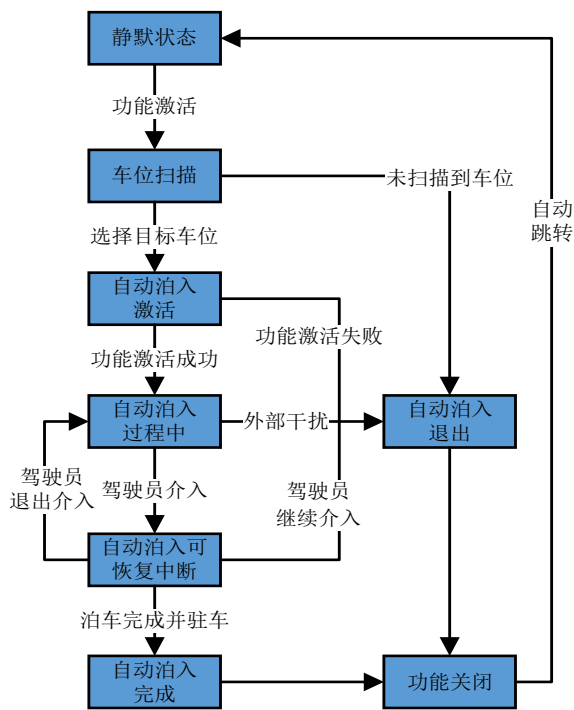 静默状态
功能激活
车位扫描
未扫描到车位
自动
跳转
选择目标车位
自动泊入
激活
功能激活失败
功能激活成功
自动泊入
过程中
外部干扰
自动泊入
退出
驾驶员
退出介入
驾驶员介入
驾驶员
继续介入
自动泊入可
恢复中断
泊车完成并驻车
自动泊入
完成
功能关闭